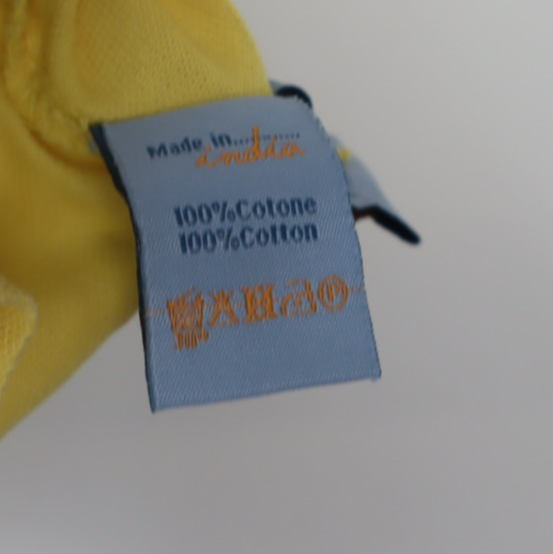 Made in....... india
100%Cotone
100%Cotton